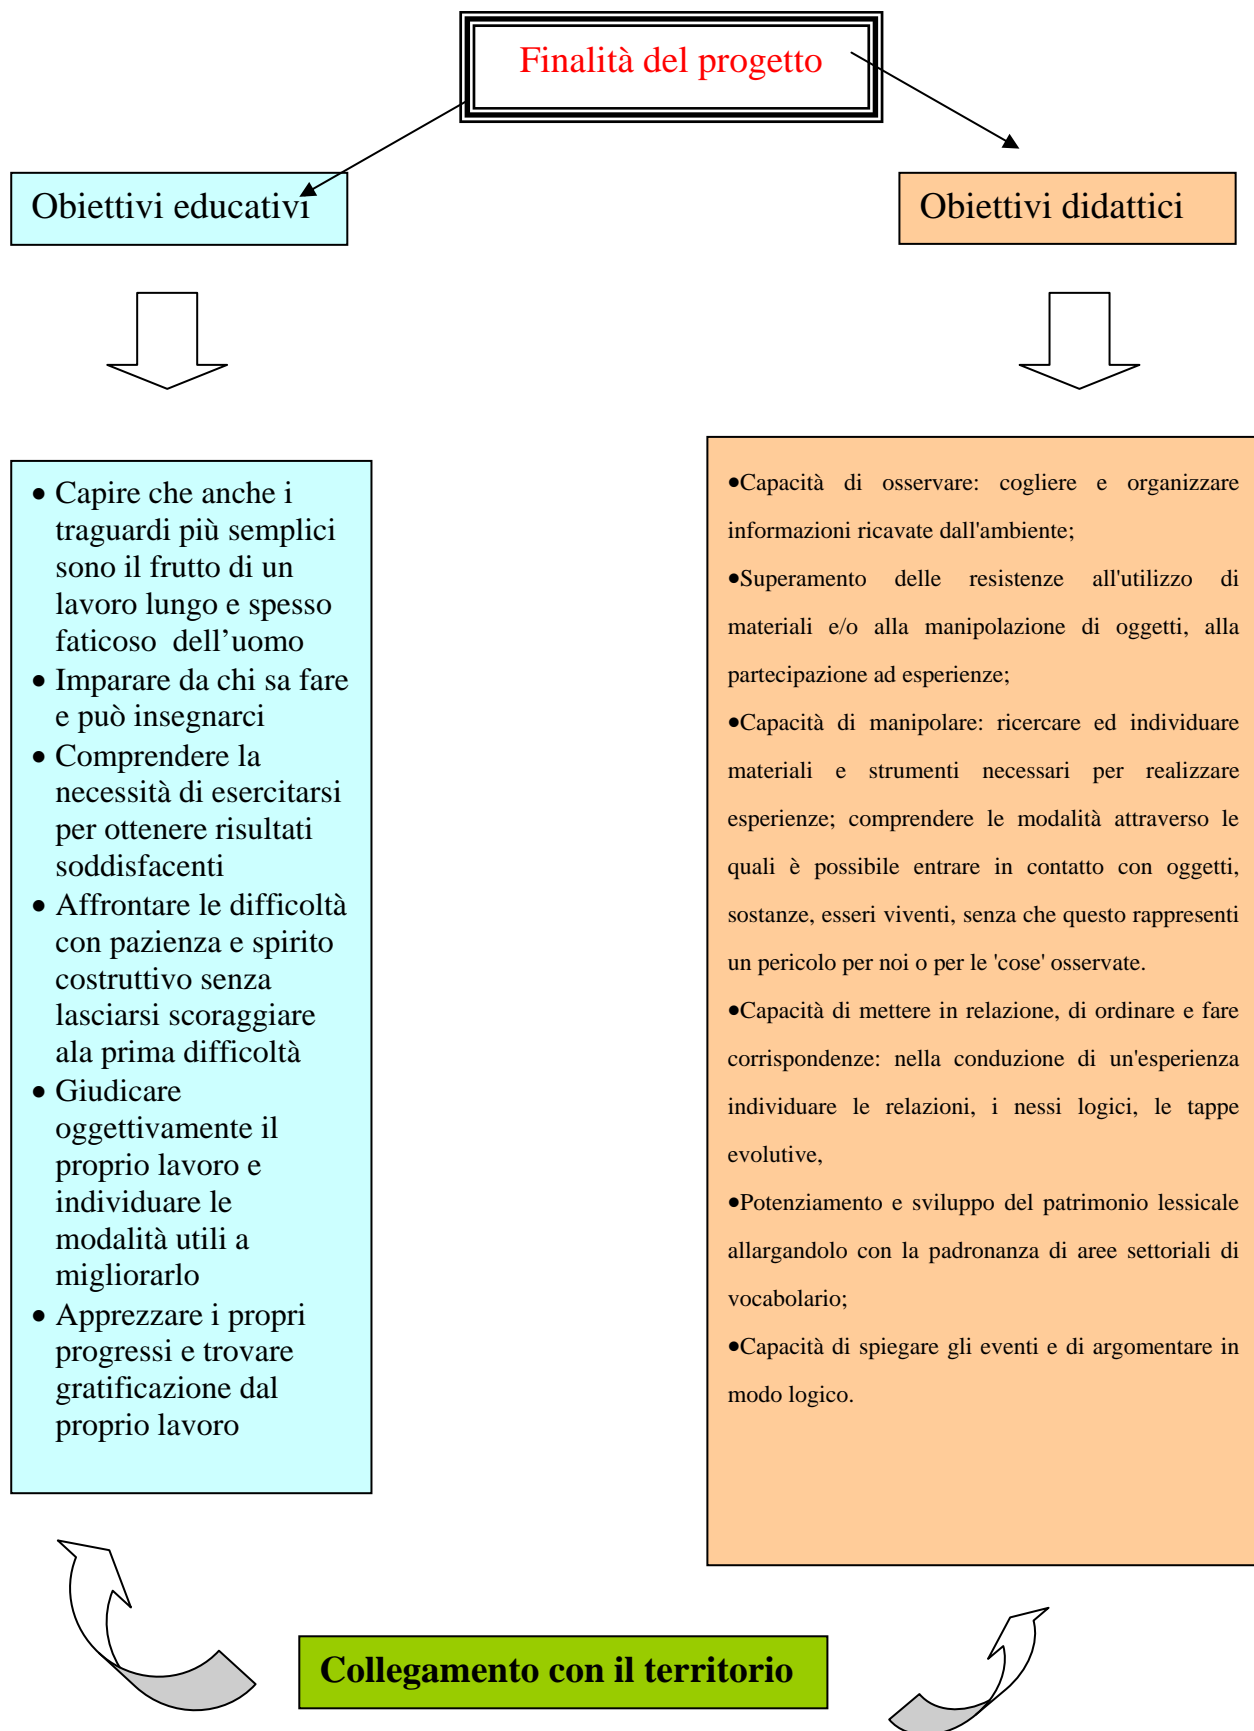 Finalità del progetto
Obiettivi educativi
Obiettivi didattici
• Capire che anche i
traguardi più semplici
sono il frutto di un
lavoro lungo e spesso
faticoso dell’uomo
• Imparare da chi sa fare
e può insegnarci
• Comprendere la
necessità di esercitarsi
per ottenere risultati
soddisfacenti
• Affrontare le difficoltà
con pazienza e spirito
costruttivo senza
lasciarsi scoraggiare
ala prima difficoltà
• Giudicare
oggettivamente il
proprio lavoro e
individuare le
modalità utili a
migliorarlo
• Apprezzare i propri
progressi e trovare
gratificazione dal
proprio lavoro
•Capacità di osservare: cogliere e organizzare
informazioni ricavate dall'ambiente;
•Superamento delle resistenze all'utilizzo di
materiali e/o alla manipolazione di oggetti, alla
partecipazione ad esperienze;
•Capacità di manipolare: ricercare ed individuare
materiali e strumenti necessari per realizzare
esperienze; comprendere le modalità attraverso le
quali è possibile entrare in contatto con oggetti,
sostanze, esseri viventi, senza che questo rappresenti
un pericolo per noi o per le 'cose' osservate.
•Capacità di mettere in relazione, di ordinare e fare
corrispondenze: nella conduzione di un'esperienza
individuare le relazioni, i nessi logici, le tappe
evolutive,
•Potenziamento e sviluppo del patrimonio lessicale
allargandolo con la padronanza di aree settoriali di
vocabolario;
•Capacità di spiegare gli eventi e di argomentare in
modo logico.
Collegamento con il territorio